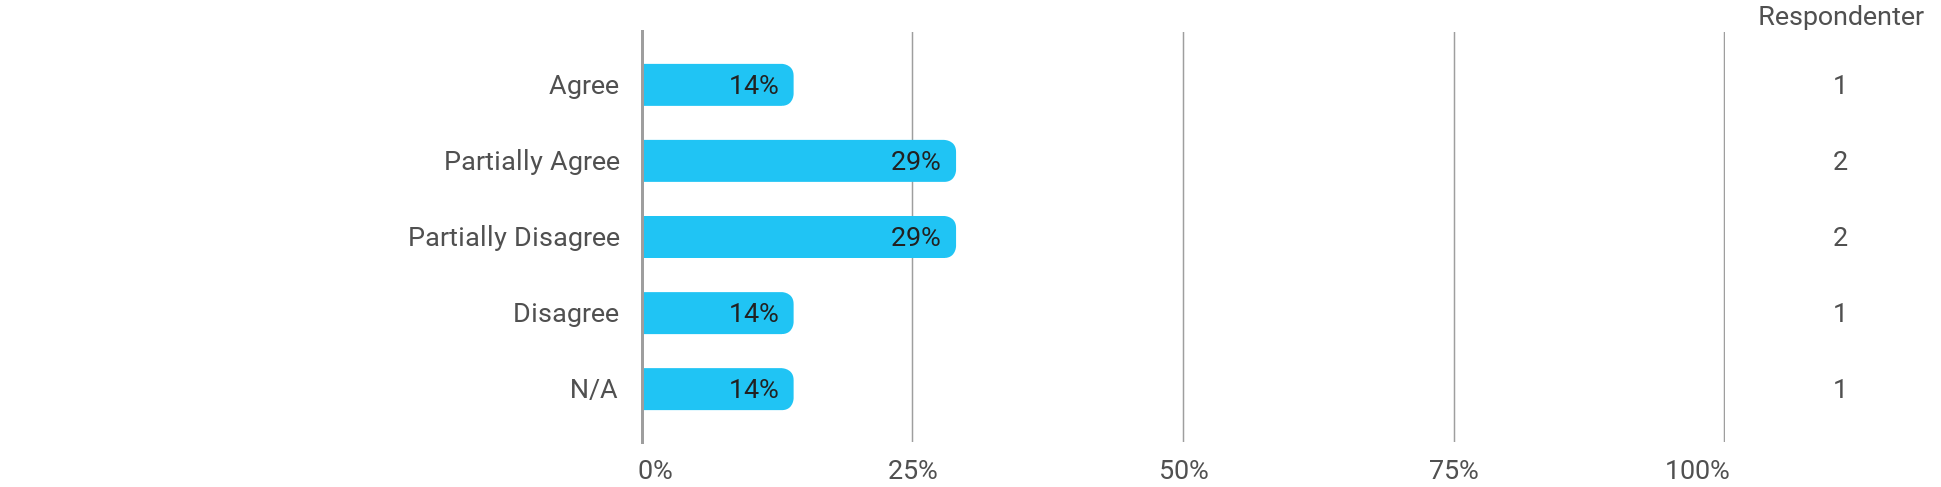 Respondenter
Agree 14% 1
Partially Agree 29% 2
Partially Disagree 29% 2
Disagree 14% 1
N/A 14% 1
0% 25% 50% 75% 100%